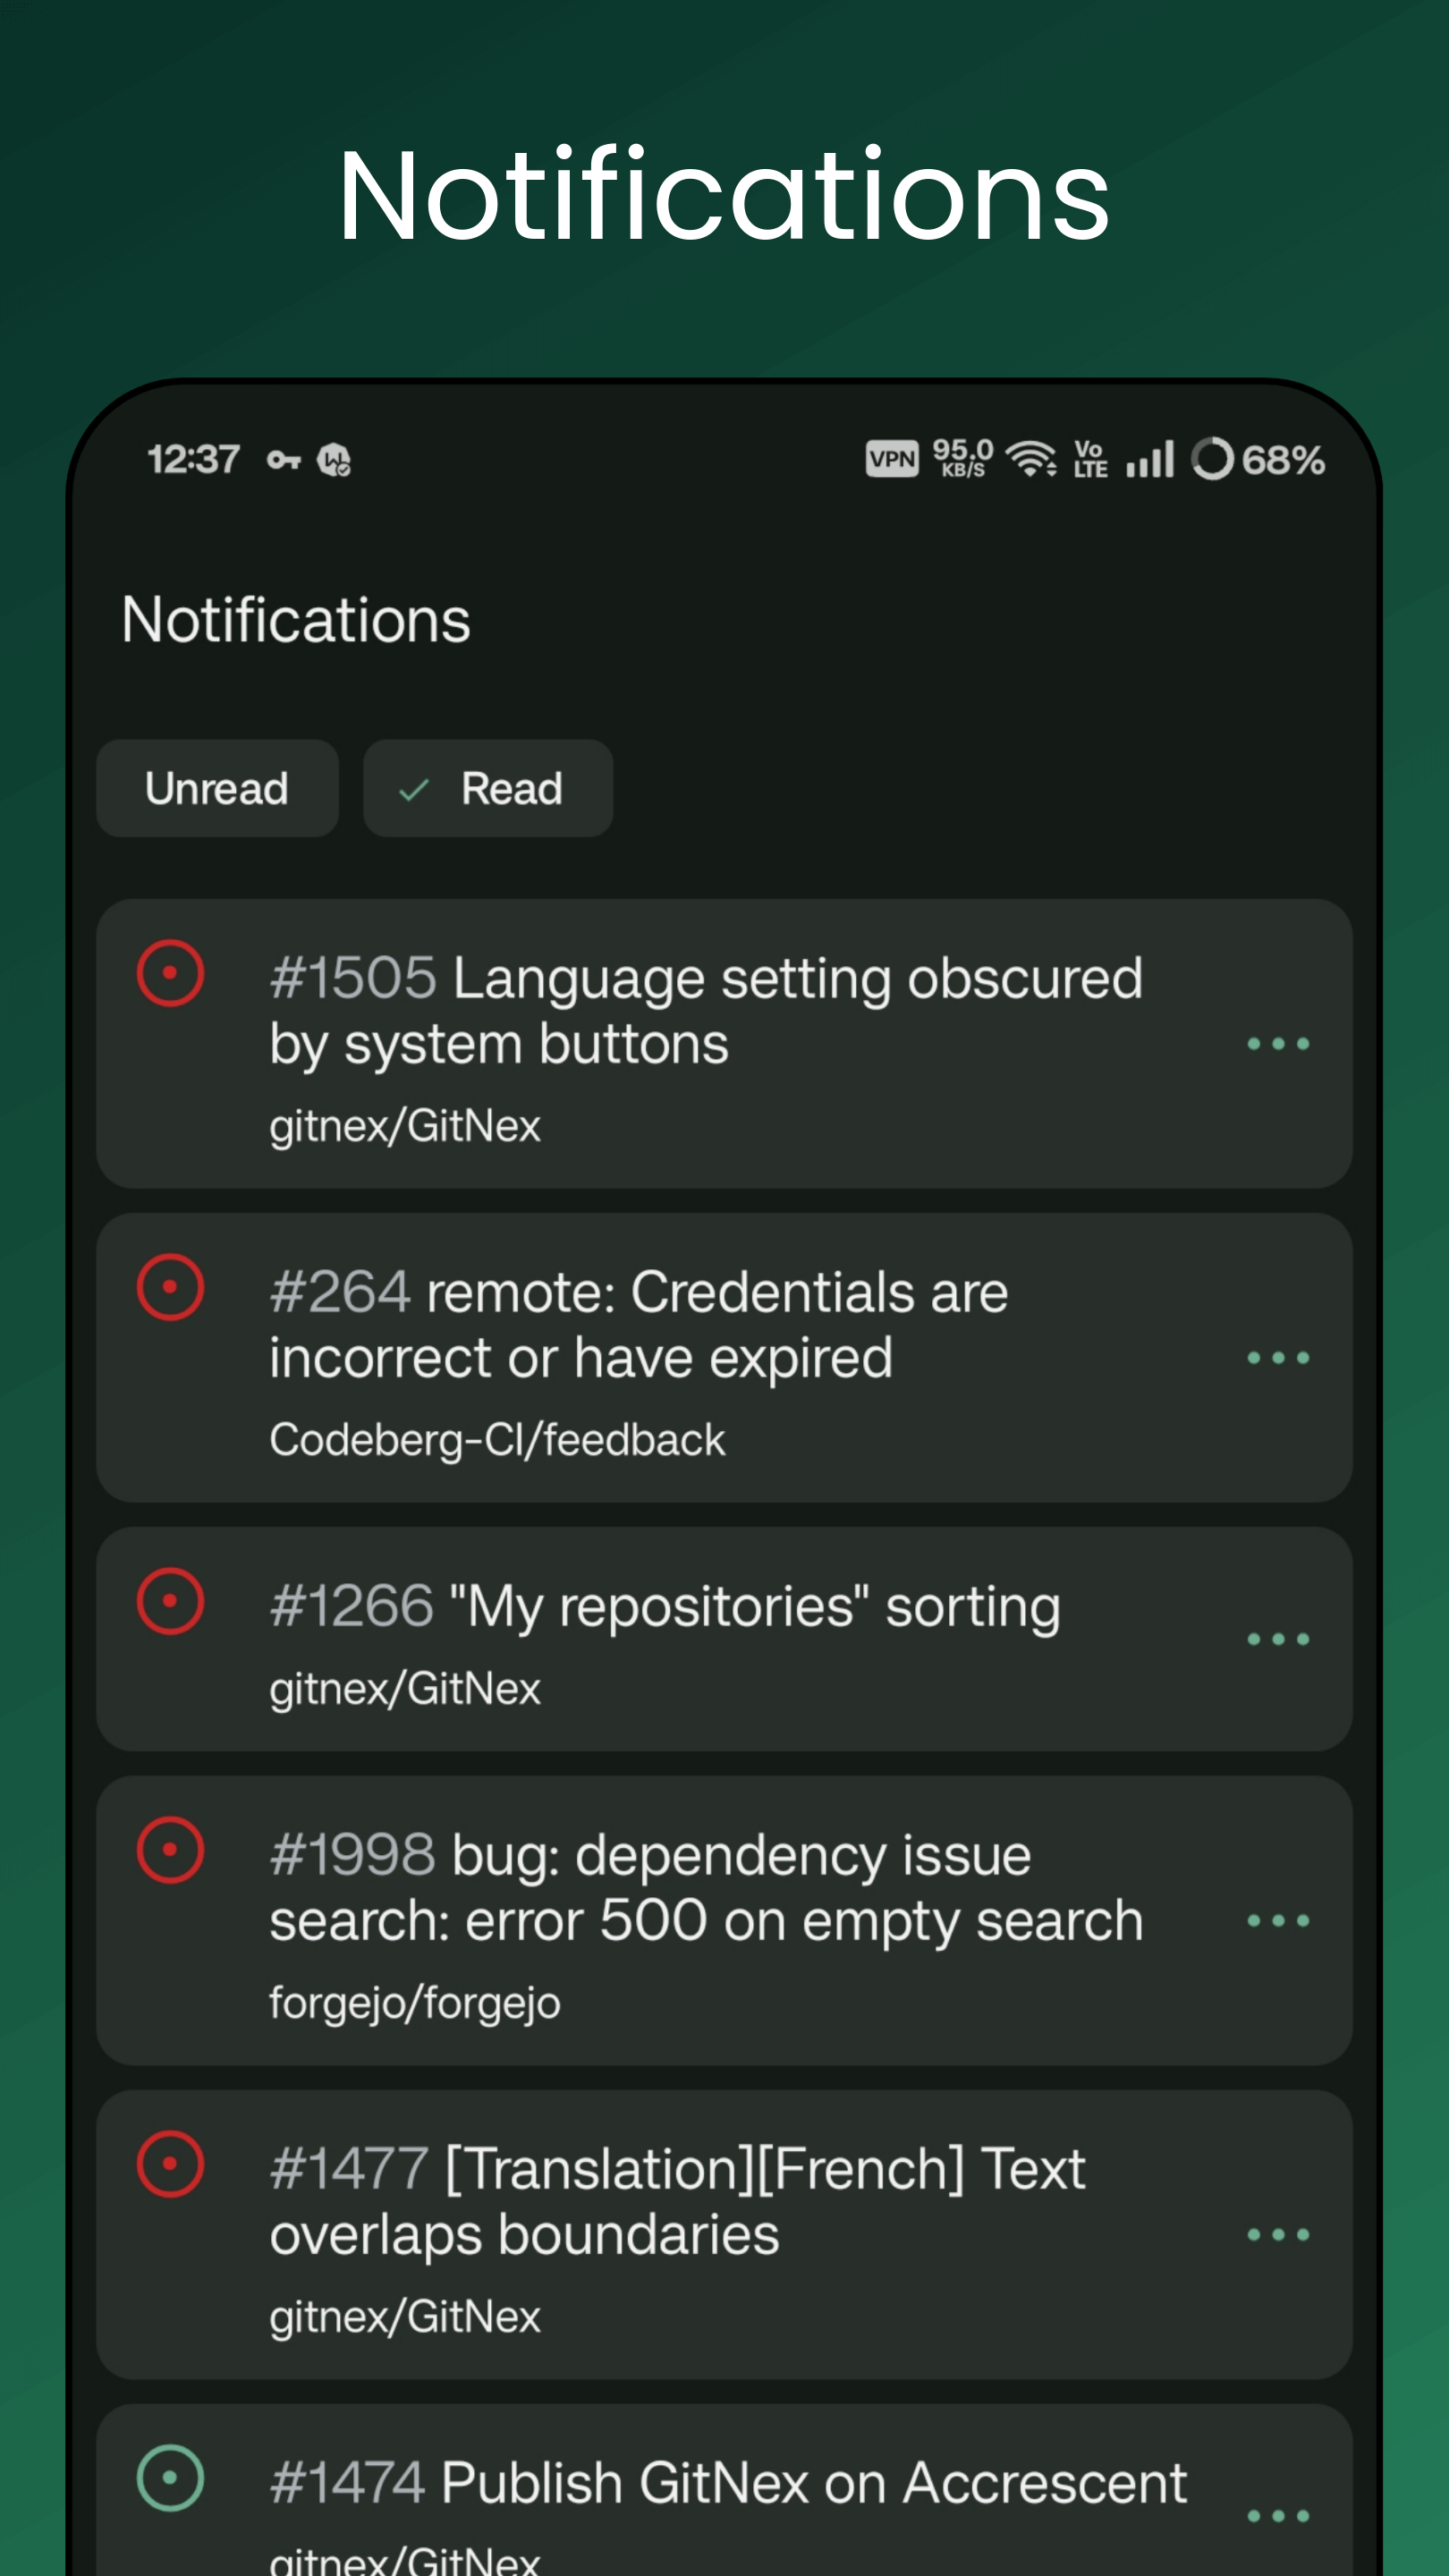 Notifications
12:37
VPN 95.0 KB/S Vo LTE 68%
Notifications
Unread
Read
#1505 Language setting obscured
by system buttons
gitnex/GitNex
#264 remote: Credentials are
incorrect or have expired
Codeberg-CI/feedback
#1266 "My repositories" sorting
gitnex/GitNex
#1998 bug: dependency issue
search: error 500 on empty search
forgejo/forgejo
#1477 [Translation][French] Text
overlaps boundaries
gitnex/GitNex
#1474 Publish GitNex on Accrescent
gitnex/GitNex